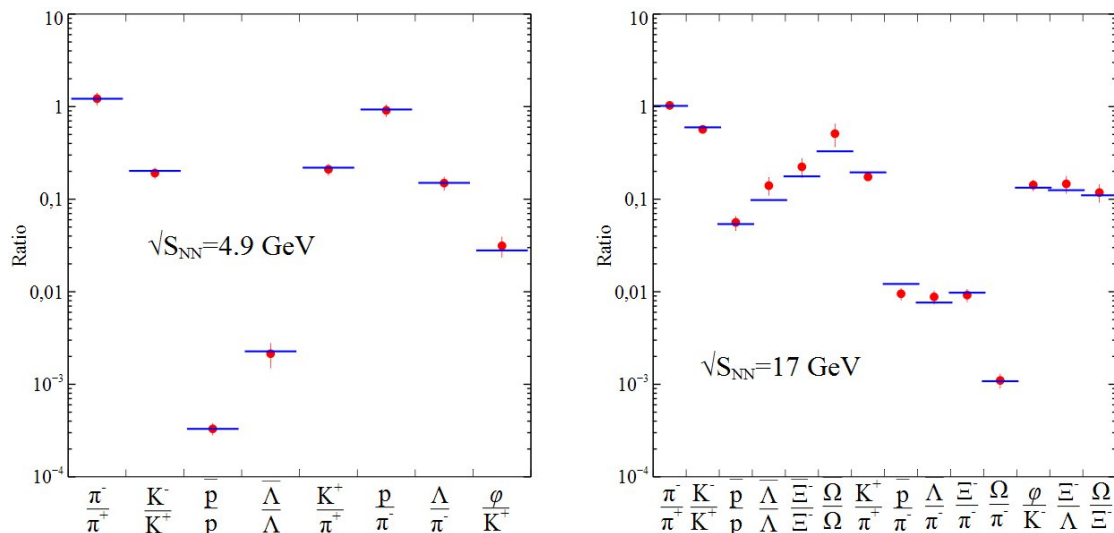 10
1
0,1
0,01
10⁻³
10⁻⁴
Ratio
√S_NN=4.9 GeV
π⁻ K⁻ p̄ Λ̄ K⁺ p Λ φ
π⁺ K⁺ p Λ π⁺ π⁻ π⁻ K⁺
10
1
0,1
0,01
10⁻³
10⁻⁴
Ratio
√S_NN=17 GeV
π⁻ K⁻ p̄ Λ̄ Ξ̄⁻ Ω̄ K⁺ p̄ Λ̄ Ξ⁻ Ω φ Ξ⁻ Ω
π⁺ K⁺ p Λ Ξ⁻ Ω π⁺ π⁻ π⁻ π⁻ π⁻ K⁻ Λ Ξ⁻